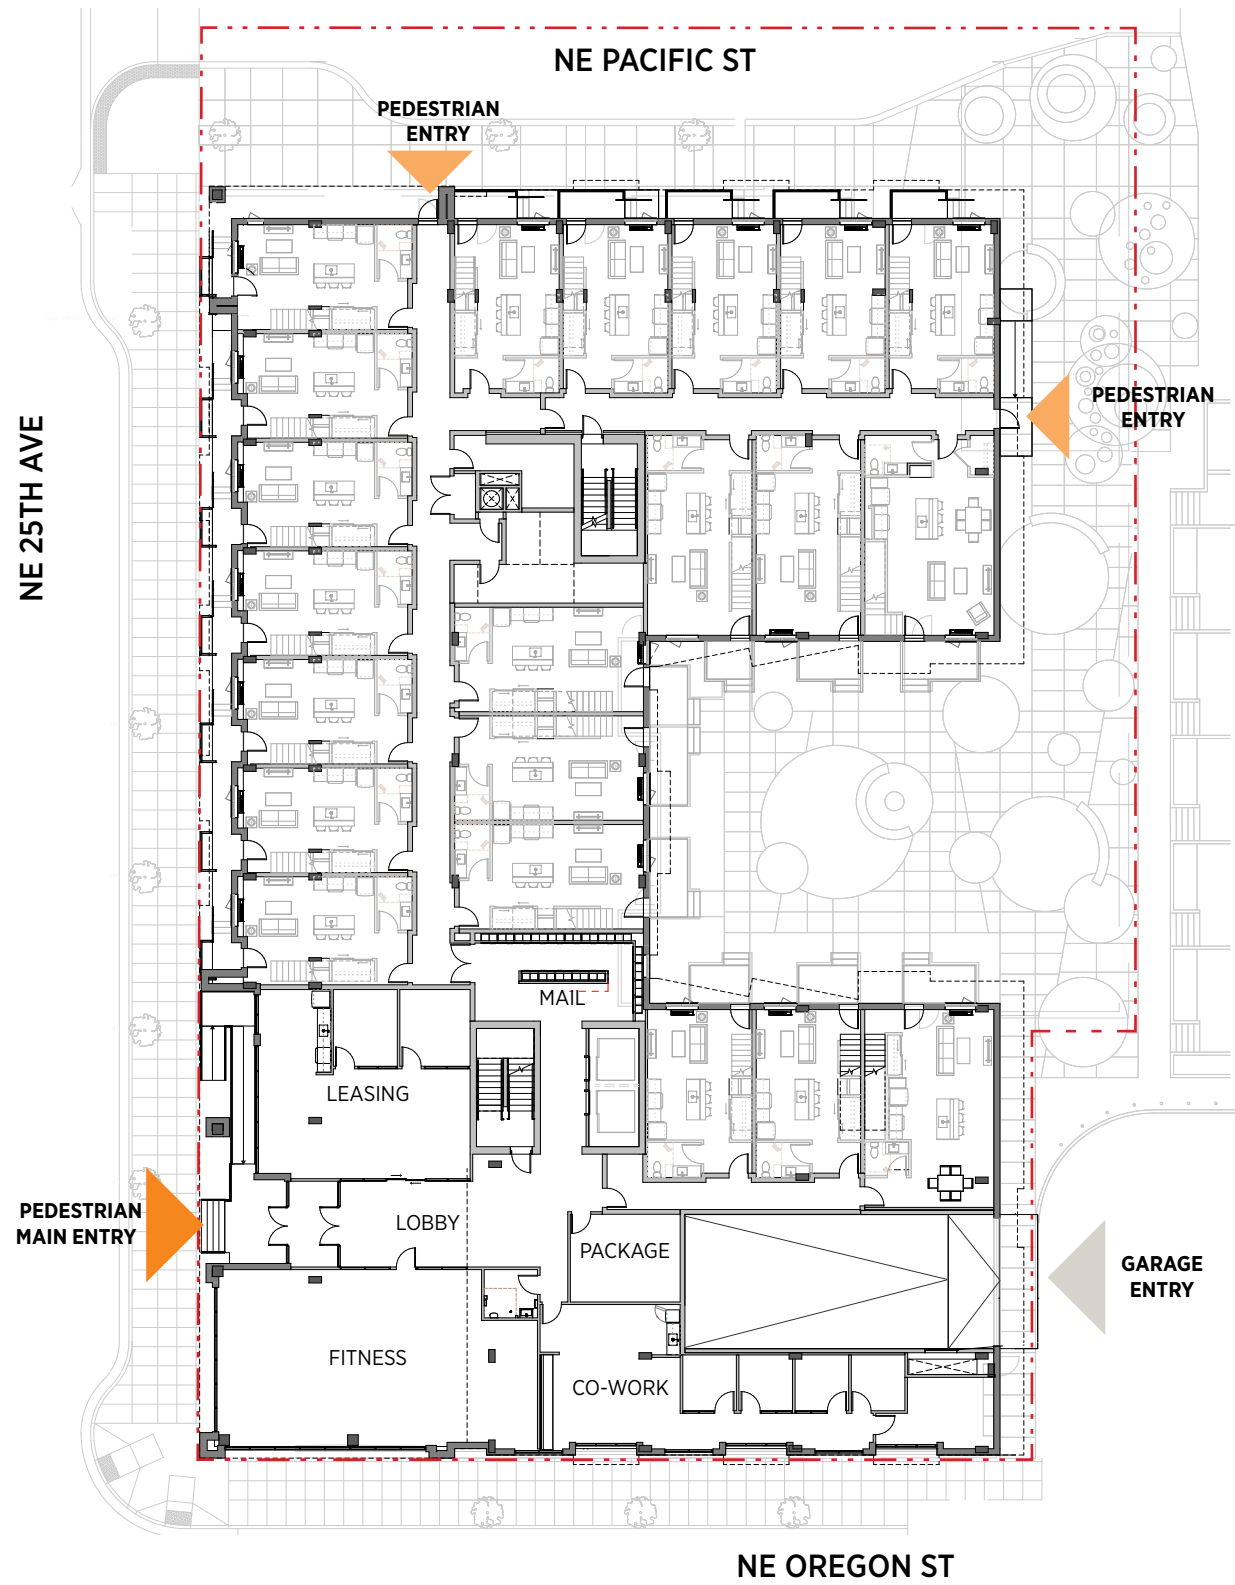 NE PACIFIC ST
PEDESTRIAN
ENTRY
PEDESTRIAN
ENTRY
NE 25TH AVE
MAIL
LEASING
PEDESTRIAN
MAIN ENTRY
LOBBY
PACKAGE
GARAGE
ENTRY
FITNESS
CO-WORK
NE OREGON ST